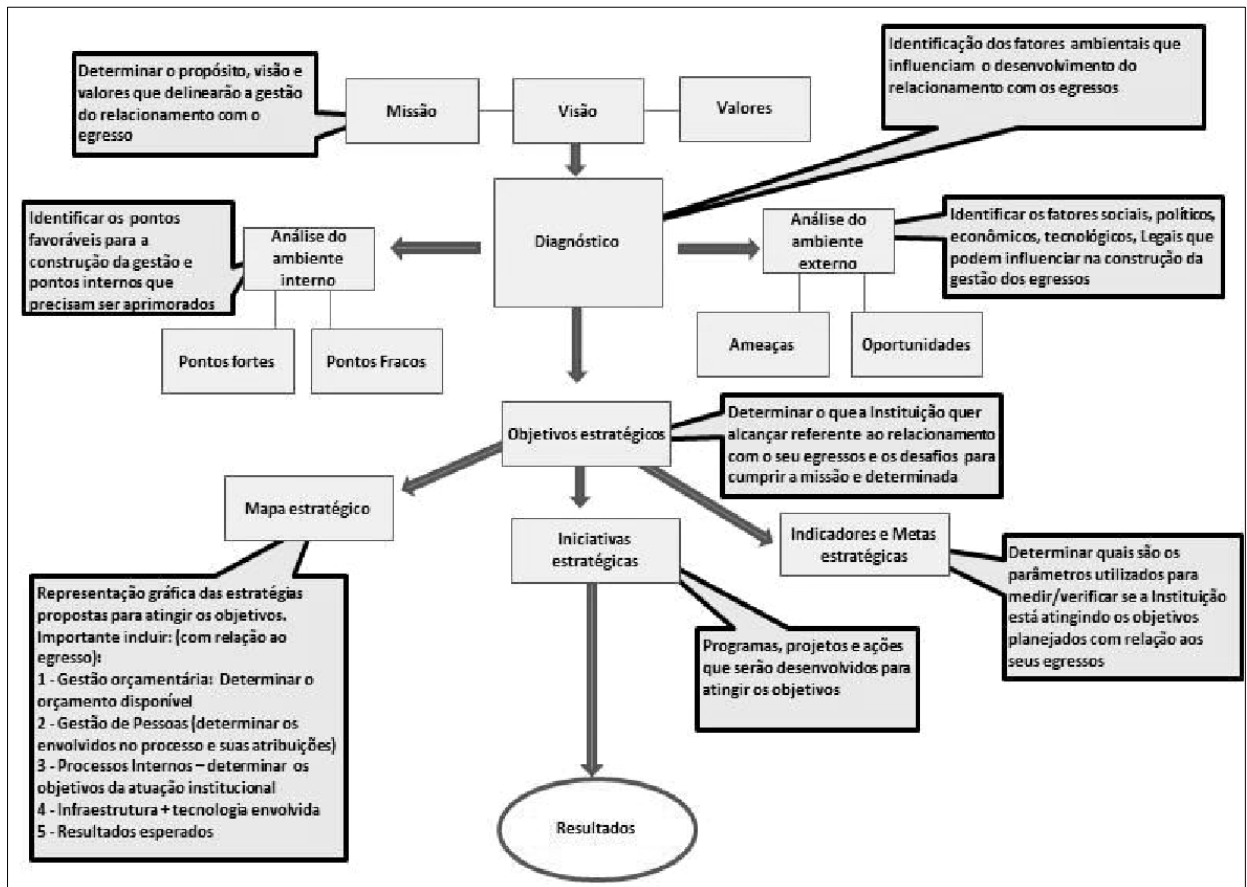 Determinar o propósito, visão e
valores que delinearão a gestão
do relacionamento com o
egresso
Missão
Visão
Valores
Identificação dos fatores ambientais que
influenciam o desenvolvimento do
relacionamento com os egressos
Identificar os pontos
favoráveis para a
construção da gestão e
pontos internos que
precisam ser aprimorados
Análise do
ambiente
interno
Diagnóstico
Análise do
ambiente
externo
Identificar os fatores sociais, políticos,
econômicos, tecnológicos, Legais que
podem influenciar na construção da
gestão dos egressos
Pontos fortes
Pontos Fracos
Ameaças
Oportunidades
Objetivos estratégicos
Determinar o que a Instituição quer
alcançar referente ao relacionamento
com o seu egressos e os desafios para
cumprir a missão e determinada
Mapa estratégico
Iniciativas
estratégicas
Indicadores e Metas
estratégicas
Determinar quais são os
parâmetros utilizados para
medir/verificar se a Instituição
está atingindo os objetivos
planejados com relação aos
seus egressos
Representação gráfica das estratégias
propostas para atingir os objetivos.
Importante incluir: (com relação ao
egresso):
1 - Gestão orçamentária: Determinar o
orçamento disponível
2 - Gestão de Pessoas (determinar os
envolvidos no processo e suas atribuições)
3 - Processos Internos – determinar os
objetivos da atuação institucional
4 - Infraestrutura + tecnologia envolvida
5 - Resultados esperados
Programas, projetos e ações
que serão desenvolvidos para
atingir os objetivos
Resultados